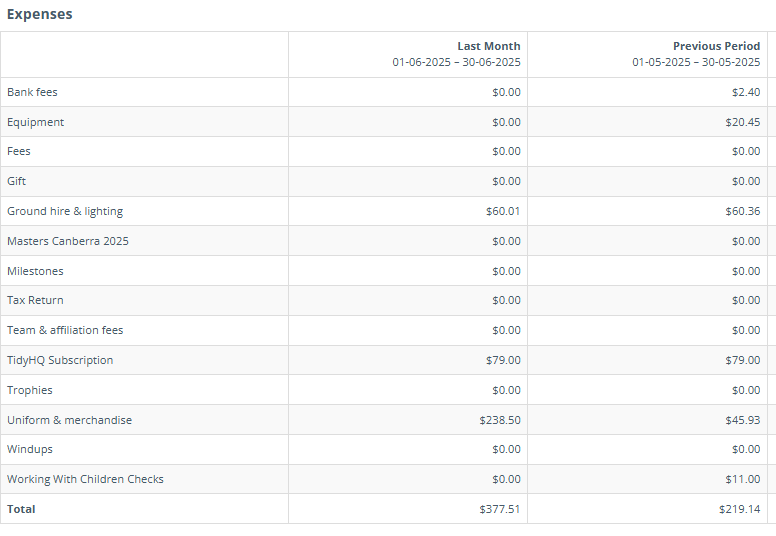 Expenses
Last Month Previous Period
01-06-2025 – 30-06-2025 01-05-2025 – 30-05-2025
Bank fees $0.00 $2.40
Equipment $0.00 $20.45
Fees $0.00 $0.00
Gift $0.00 $0.00
Ground hire & lighting $60.01 $60.36
Masters Canberra 2025 $0.00 $0.00
Milestones $0.00 $0.00
Tax Return $0.00 $0.00
Team & affiliation fees $0.00 $0.00
TidyHQ Subscription $79.00 $79.00
Trophies $0.00 $0.00
Uniform & merchandise $238.50 $45.93
Windups $0.00 $0.00
Working With Children Checks $0.00 $11.00
Total $377.51 $219.14